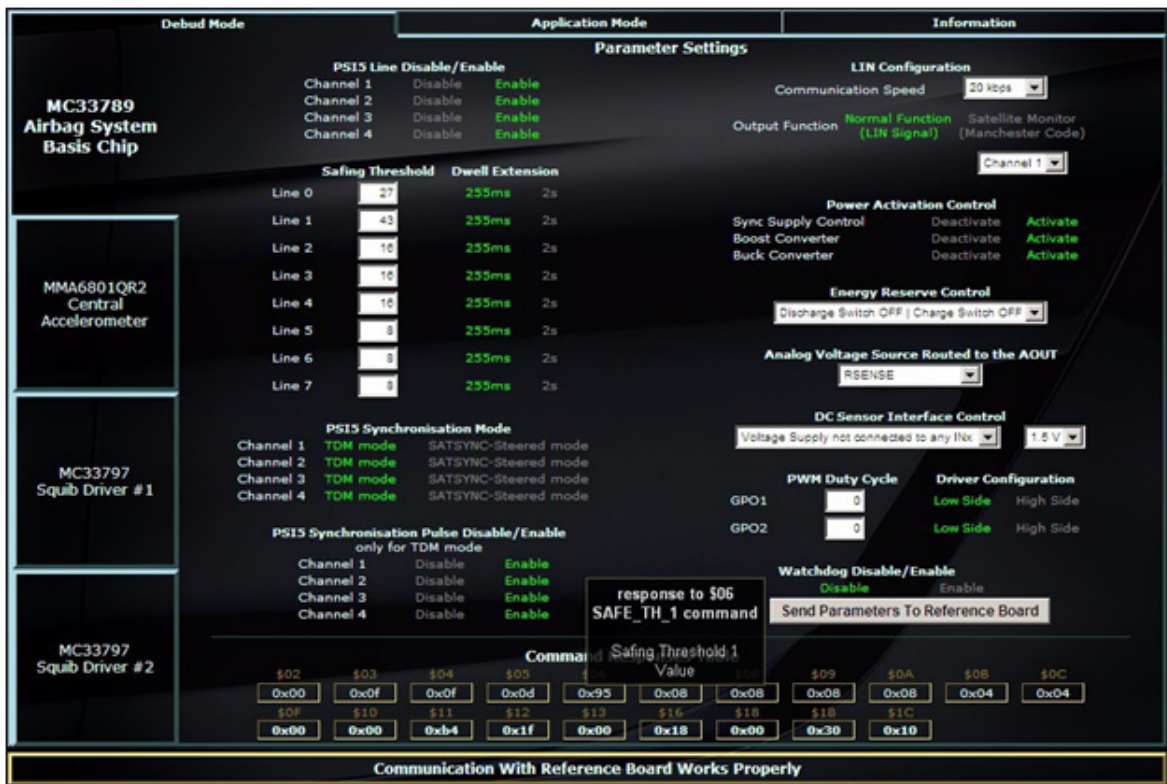 Debud Mode
Application Mode
Information
Parameter Settings
MC33789
Airbag System
Basis Chip
MMA6801QR2
Central
Accelerometer
MC33797
Squib Driver #1
MC33797
Squib Driver #2
PSI5 Line Disable/Enable
Channel 1 Disable Enable
Channel 2 Disable Enable
Channel 3 Disable Enable
Channel 4 Disable Enable
Safing Threshold Dwell Extension
Line 0 27 255ms 2s
Line 1 43 255ms 2s
Line 2 16 255ms 2s
Line 3 16 255ms 2s
Line 4 16 255ms 2s
Line 5 8 255ms 2s
Line 6 8 255ms 2s
Line 7 8 255ms 2s
PSI5 Synchronisation Mode
Channel 1 TDM mode SATSYNC-Steered mode
Channel 2 TDM mode SATSYNC-Steered mode
Channel 3 TDM mode SATSYNC-Steered mode
Channel 4 TDM mode SATSYNC-Steered mode
PSI5 Synchronisation Pulse Disable/Enable
only for TDM mode
Channel 1 Disable Enable
Channel 2 Disable Enable
Channel 3 Disable Enable
Channel 4 Disable Enable
LIN Configuration
Communication Speed 20 kbps
Output Function Normal Function (LIN Signal) Satellite Monitor (Manchester Code)
Channel 1
Power Activation Control
Sync Supply Control Deactivate Activate
Boost Converter Deactivate Activate
Buck Converter Deactivate Activate
Energy Reserve Control
Discharge Switch OFF | Charge Switch OFF
Analog Voltage Source Routed to the AOUT
RSENSE
DC Sensor Interface Control
Voltage Supply not connected to any INx 1.5 V
PWM Duty Cycle Driver Configuration
GPO1 0 Low Side High Side
GPO2 0 Low Side High Side
Watchdog Disable/Enable
Disable Enable
Send Parameters To Reference Board
response to $06
SAFE_TH_1 command
Safing Threshold 1
Value
Command
$02 $03 $04 $05 $09 $0A $0B $0C
0x00 0x0f 0x0f 0x0d 0x95 0x08 0x08 0x08 0x08 0x04 0x04
$0F $10 $11 $12 $13 $16 $18 $1B $1C
0x00 0x00 0xb4 0x1f 0x00 0x18 0x00 0x30 0x10
Communication With Reference Board Works Properly